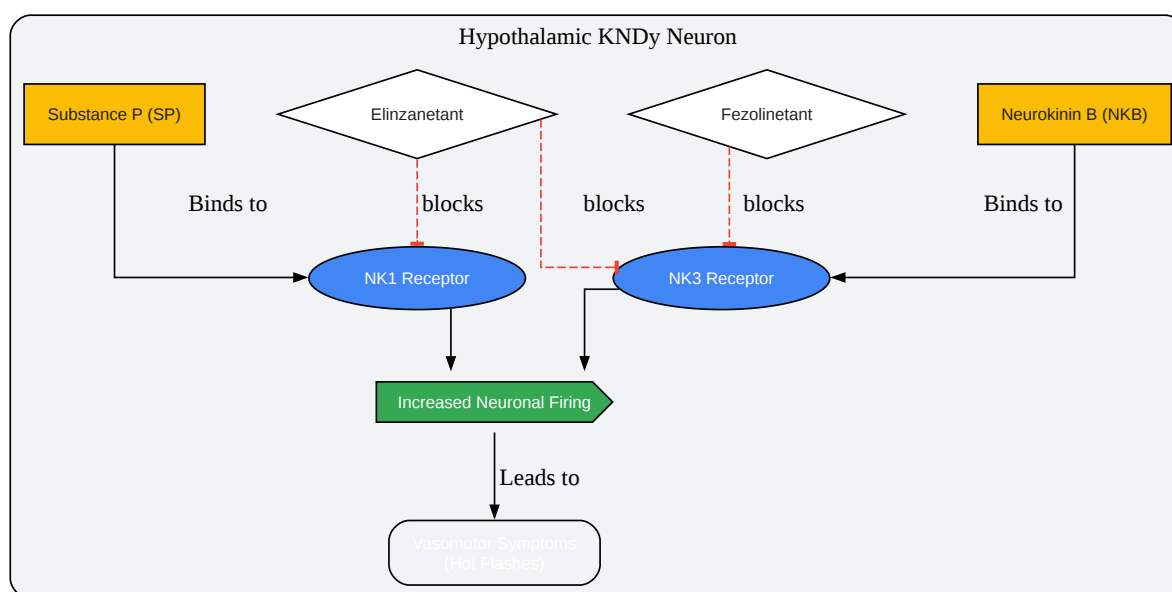 Hypothalamic KNDy Neuron
Substance P (SP)
Elinzanetant
Fezolinetant
Neurokinin B (NKB)
Binds to
blocks
blocks
blocks
Binds to
NK1 Receptor
NK3 Receptor
Increased Neuronal Firing
Leads to
Vasomotor Symptoms
(Hot Flashes)